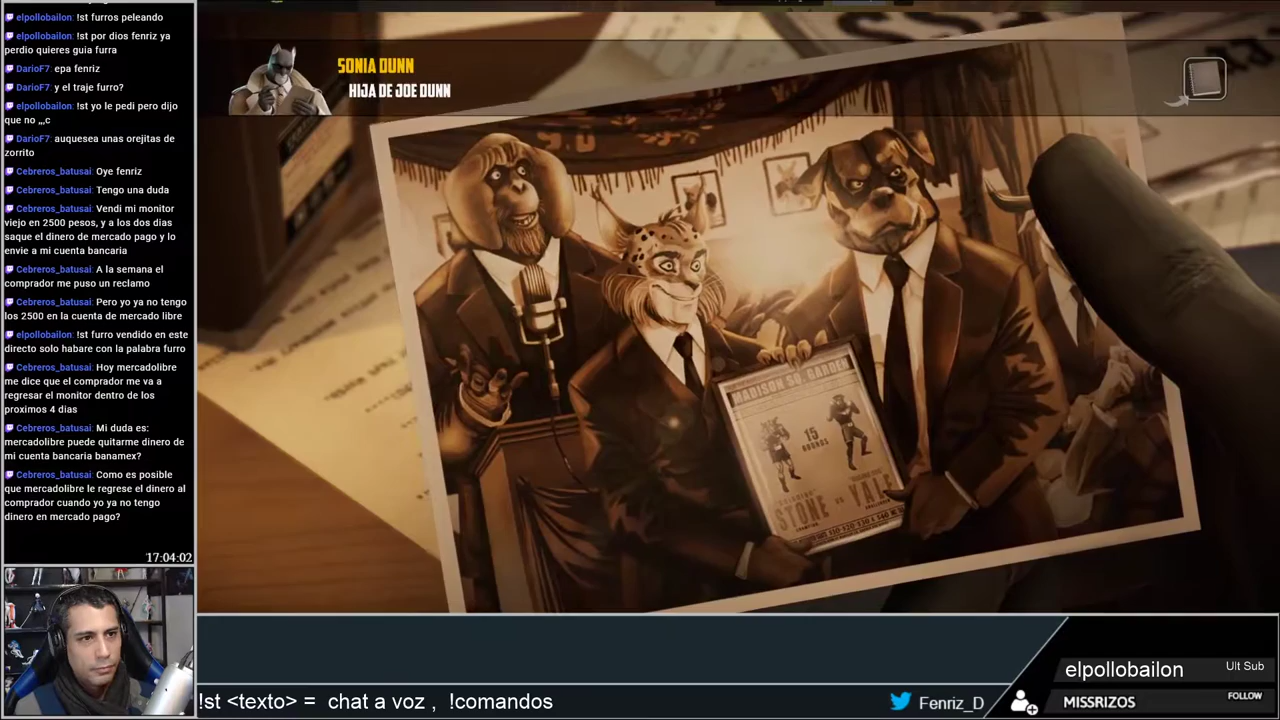 elpollobailon: !st furros peleando
elpollobailon: !st por dios fenriz ya
perdio quieres guia furra
DarioF7: epa fenriz
DarioF7: y el traje furro?
elpollobailon: !st yo le pedi pero dijo
que no ,,,c
DarioF7: auquesea unas orejitas de
zorrito
Cebreros_batusai: Oye fenriz
Cebreros_batusai: Tengo una duda
Cebreros_batusai: Vendi mi monitor
viejo en 2500 pesos, y a los dos dias
saque el dinero de mercado pago y lo
envie a mi cuenta bancaria
Cebreros_batusai: A la semana el
comprador me puso un reclamo
Cebreros_batusai: Pero yo ya no tengo
los 2500 en la cuenta de mercado libre
elpollobailon: !st furro vendido en este
directo solo habare con la palabra furro
Cebreros_batusai: Hoy mercadolibre
me dice que el comprador me va a
regresar el monitor dentro de los
proximos 4 dias
Cebreros_batusai: Mi duda es:
mercadolibre puede quitarme dinero de
mi cuenta bancaria banamex?
Cebreros_batusai: Como es posible
que mercadolibre le regrese el dinero al
comprador cuando yo ya no tengo
dinero en mercado pago?
17:04:02
SONIA DUNN
HIJA DE JOE DUNN
MADISON SQ. GARDEN
15
ROUNDS
STONE VS YALE
!st <texto> = chat a voz , !comandos
Fenriz_D
elpollobailon Ult Sub
MISSRIZOS FOLLOW